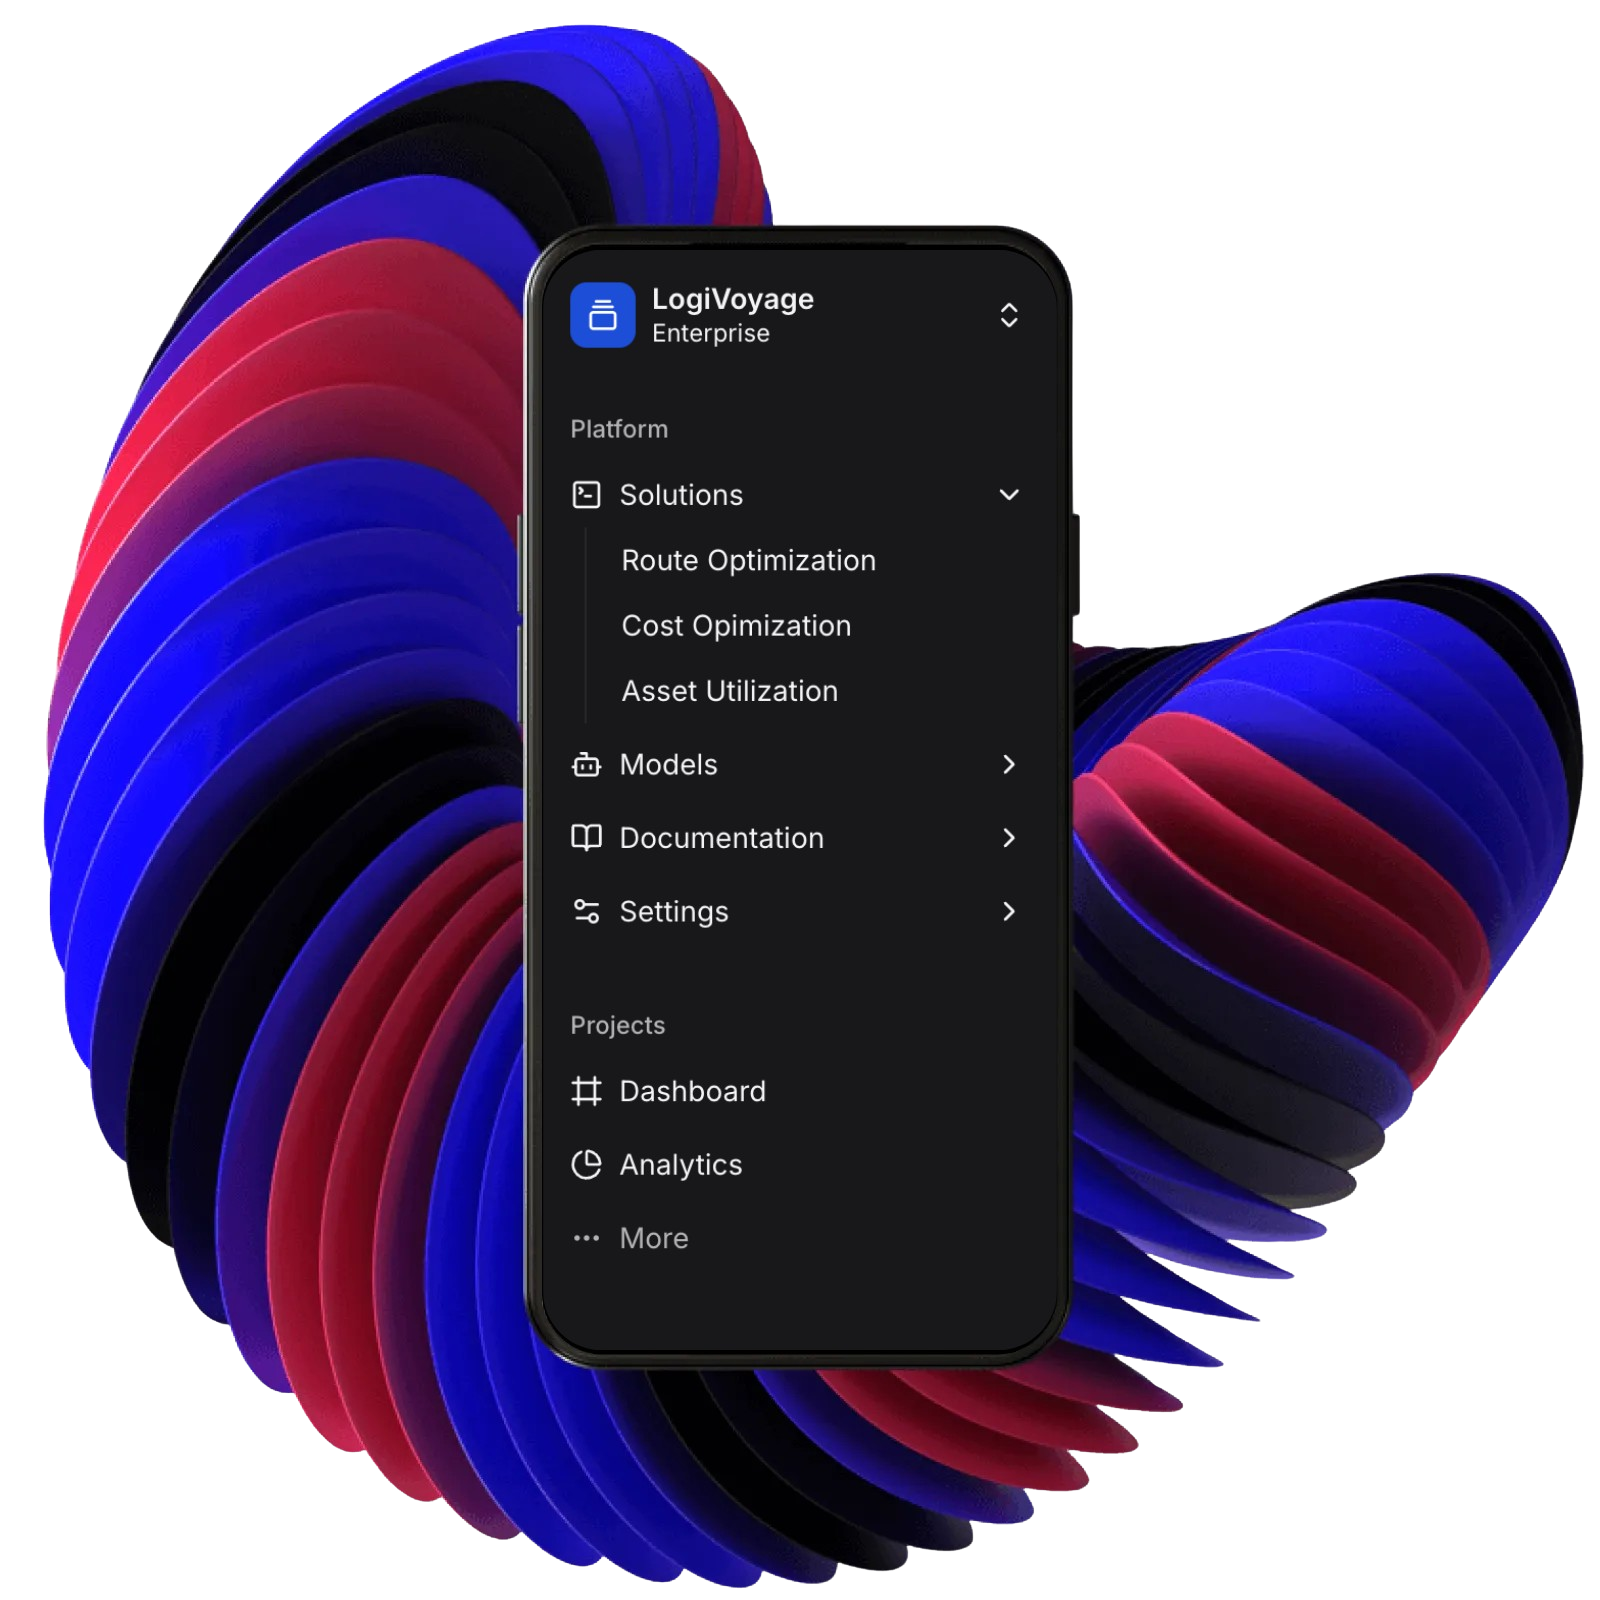 LogiVoyage
Enterprise
Platform
Solutions
Route Optimization
Cost Opimization
Asset Utilization
Models
Documentation
Settings
Projects
Dashboard
Analytics
More